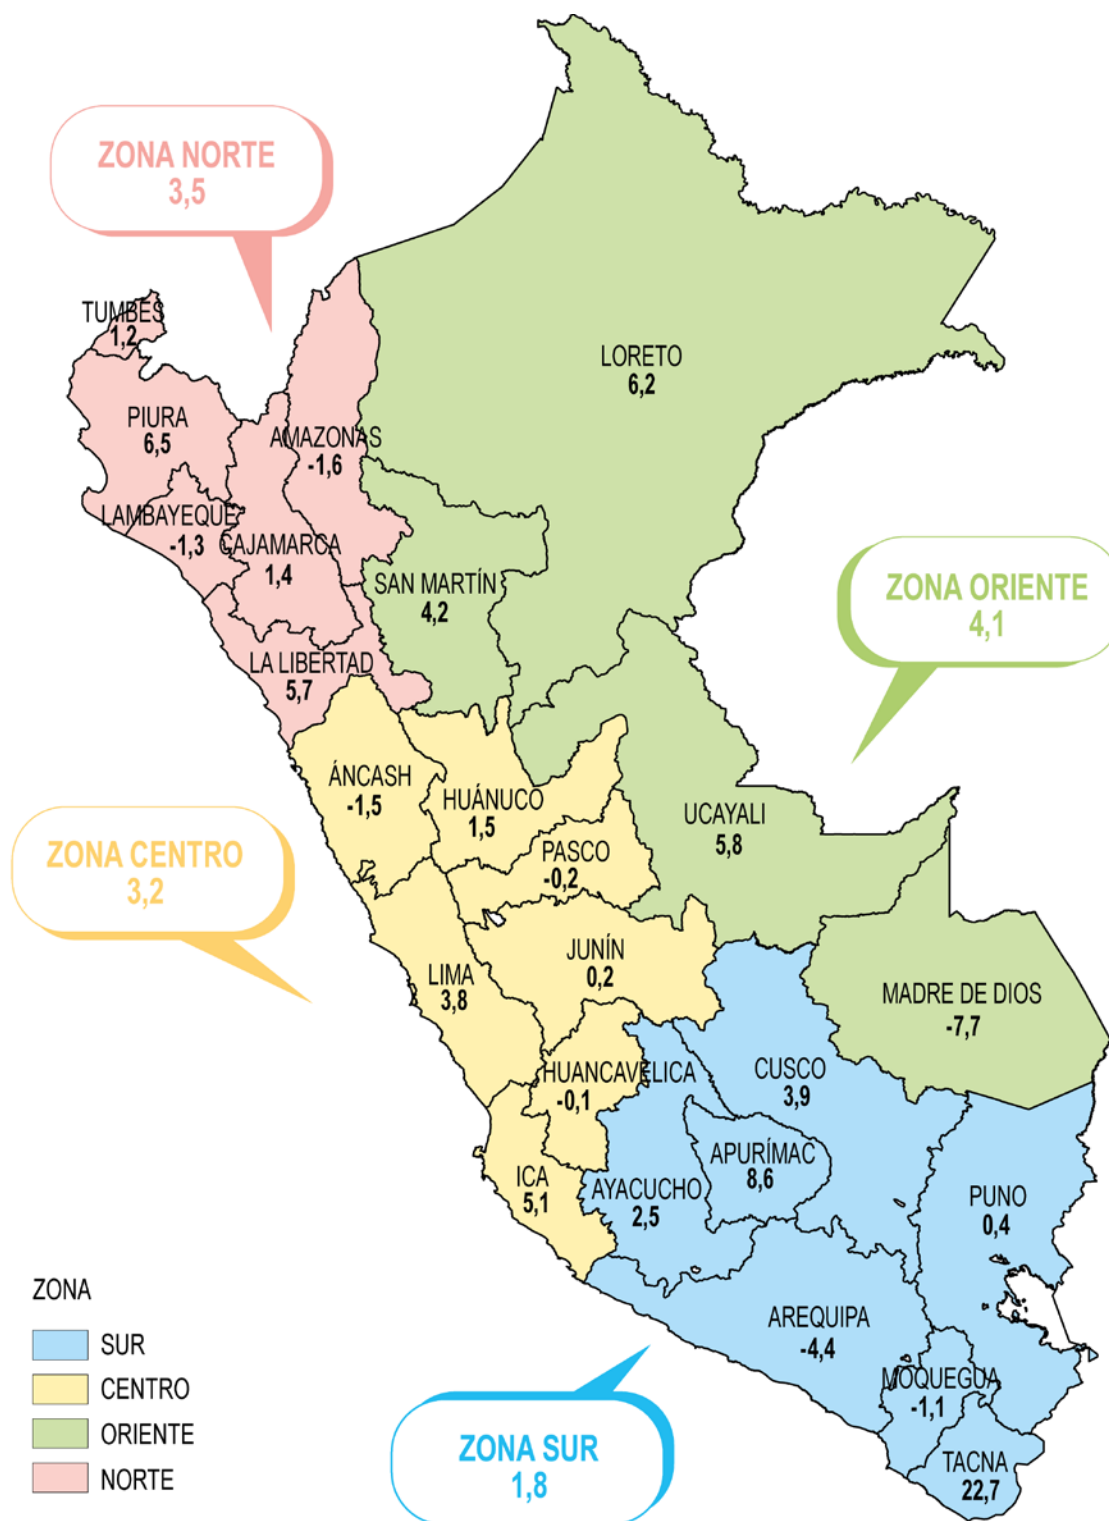 ZONA NORTE
3,5
TUMBES
1,2
LORETO
6,2
PIURA
6,5
AMAZONAS
-1,6
LAMBAYEQUE
-1,3
CAJAMARCA
1,4
SAN MARTÍN
4,2
ZONA ORIENTE
4,1
LA LIBERTAD
5,7
ÁNCASH
-1,5
HUÁNUCO
1,5
UCAYALI
5,8
ZONA CENTRO
3,2
PASCO
-0,2
JUNÍN
0,2
LIMA
3,8
MADRE DE DIOS
-7,7
HUANCAVELICA
-0,1
CUSCO
3,9
APURÍMAC
8,6
ICA
5,1
AYACUCHO
2,5
PUNO
0,4
AREQUIPA
-4,4
MOQUEGUA
-1,1
TACNA
22,7
ZONA SUR
1,8
ZONA
SUR
CENTRO
ORIENTE
NORTE